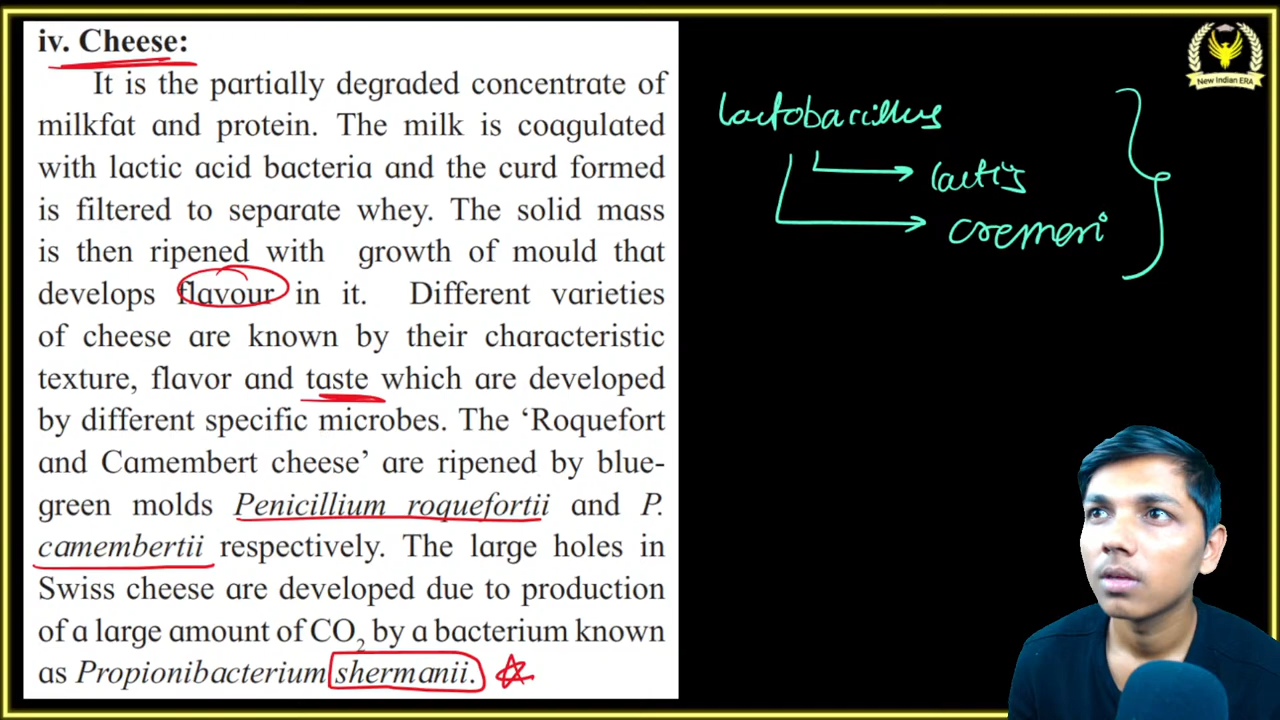 iv. Cheese:
It is the partially degraded concentrate of
milkfat and protein. The milk is coagulated
with lactic acid bacteria and the curd formed
is filtered to separate whey. The solid mass
is then ripened with growth of mould that
develops flavour in it. Different varieties
of cheese are known by their characteristic
texture, flavor and taste which are developed
by different specific microbes. The ‘Roquefort
and Camembert cheese’ are ripened by blue-
green molds Penicillium roquefortii and P.
camembertii respectively. The large holes in
Swiss cheese are developed due to production
of a large amount of CO₂ by a bacterium known
as Propionibacterium shermanii.
Lactobacillus
lactis
cremori
New Indian ERA